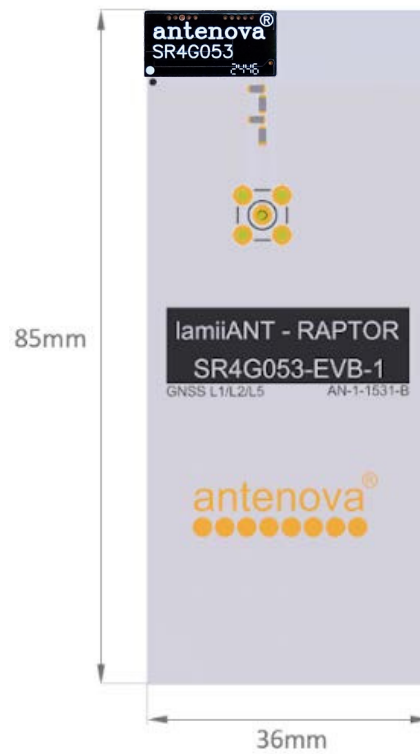 antenova®
SR4G053
2446
85mm
lamiiANT - RAPTOR
SR4G053-EVB-1
GNSS L1/L2/L5 AN-1-1531-B
antenova®
36mm